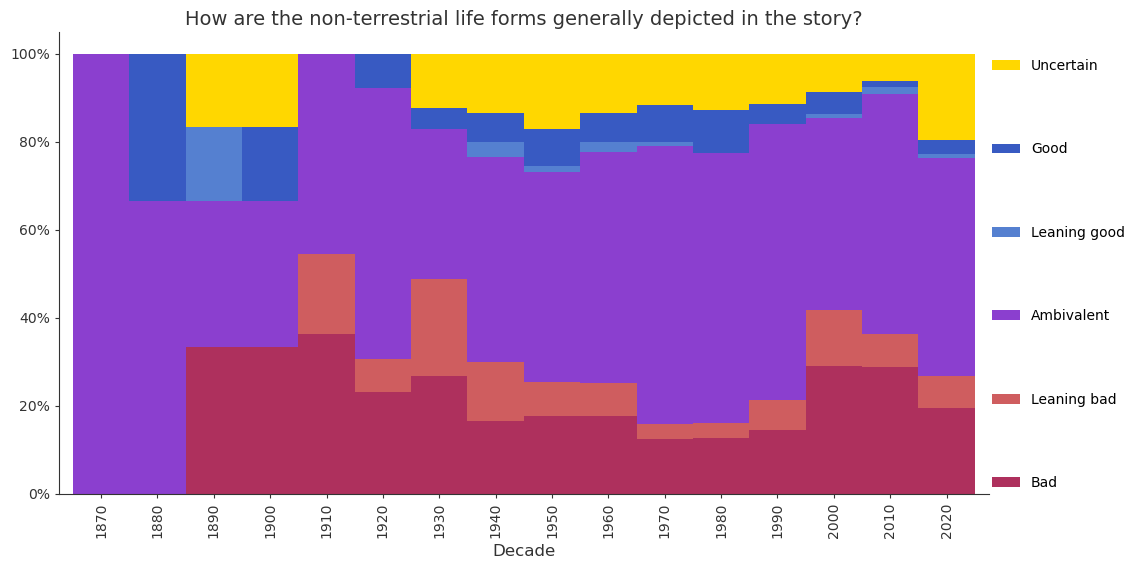 How are the non-terrestrial life forms generally depicted in the story?
100%
80%
60%
40%
20%
0%
Uncertain
Good
Leaning good
Ambivalent
Leaning bad
Bad
1870
1880
1890
1900
1910
1920
1930
1940
1950
1960
1970
1980
1990
2000
2010
2020
Decade